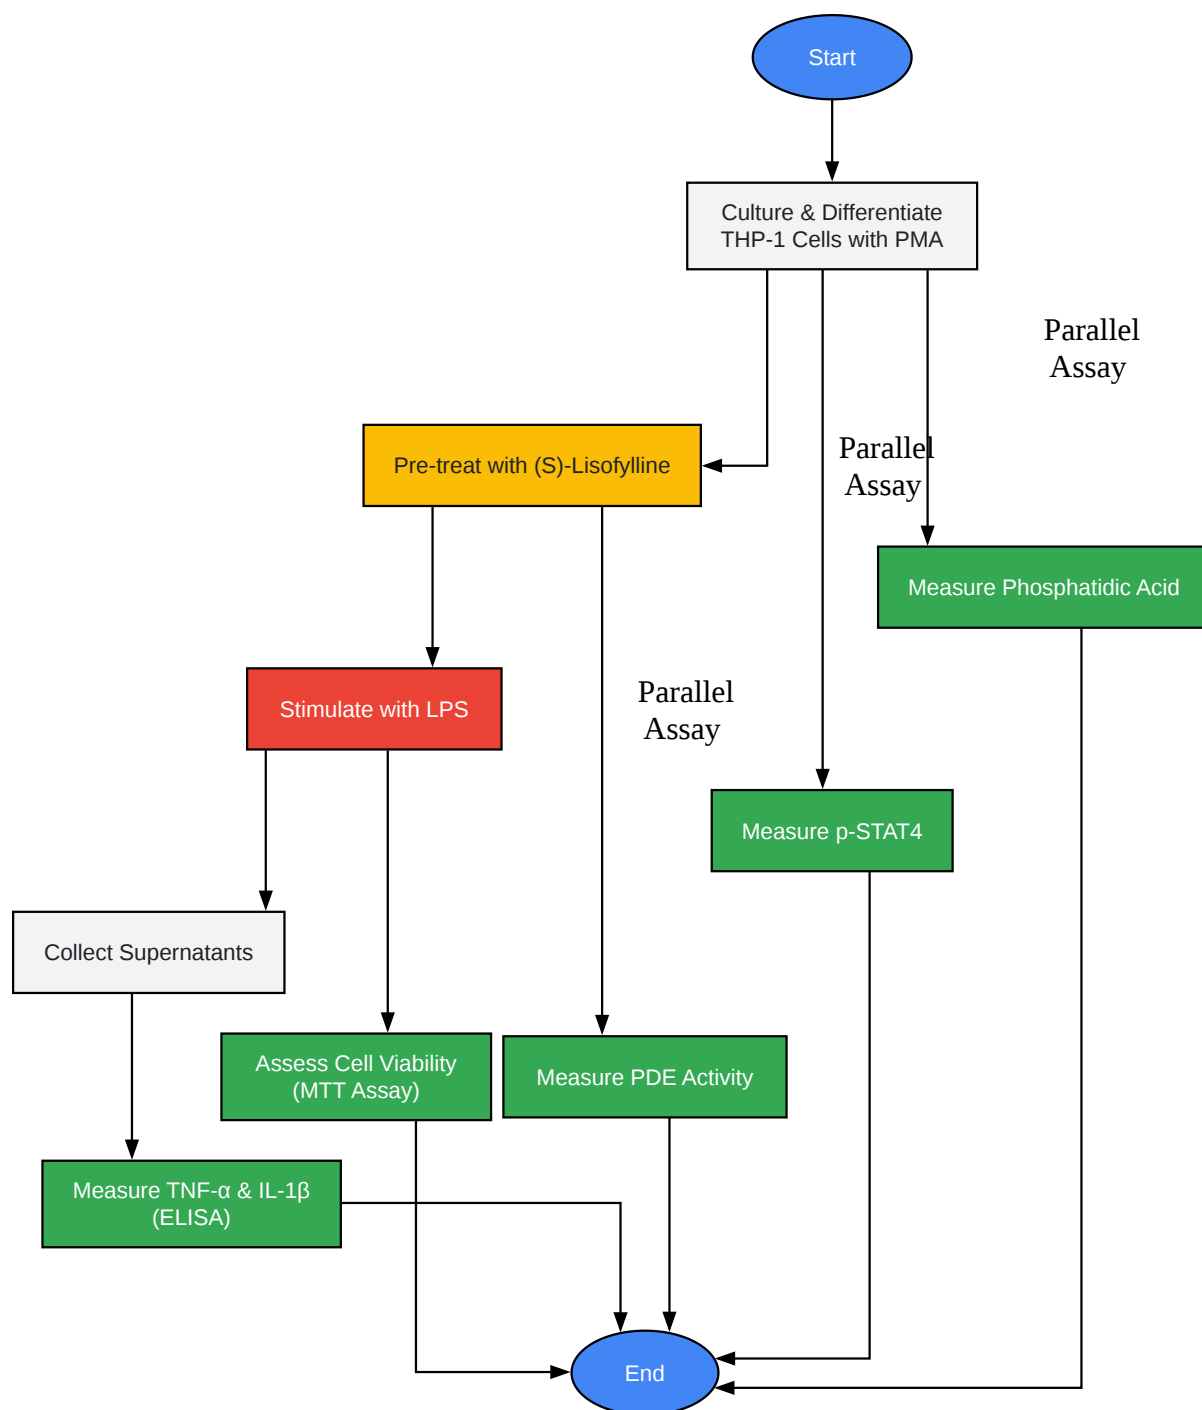 Start
Culture & Differentiate
THP-1 Cells with PMA
Parallel
Assay
Parallel
Assay
Pre-treat with (S)-Lisofylline
Measure Phosphatidic Acid
Parallel
Assay
Stimulate with LPS
Measure p-STAT4
Collect Supernatants
Assess Cell Viability
(MTT Assay)
Measure PDE Activity
Measure TNF-α & IL-1β
(ELISA)
End